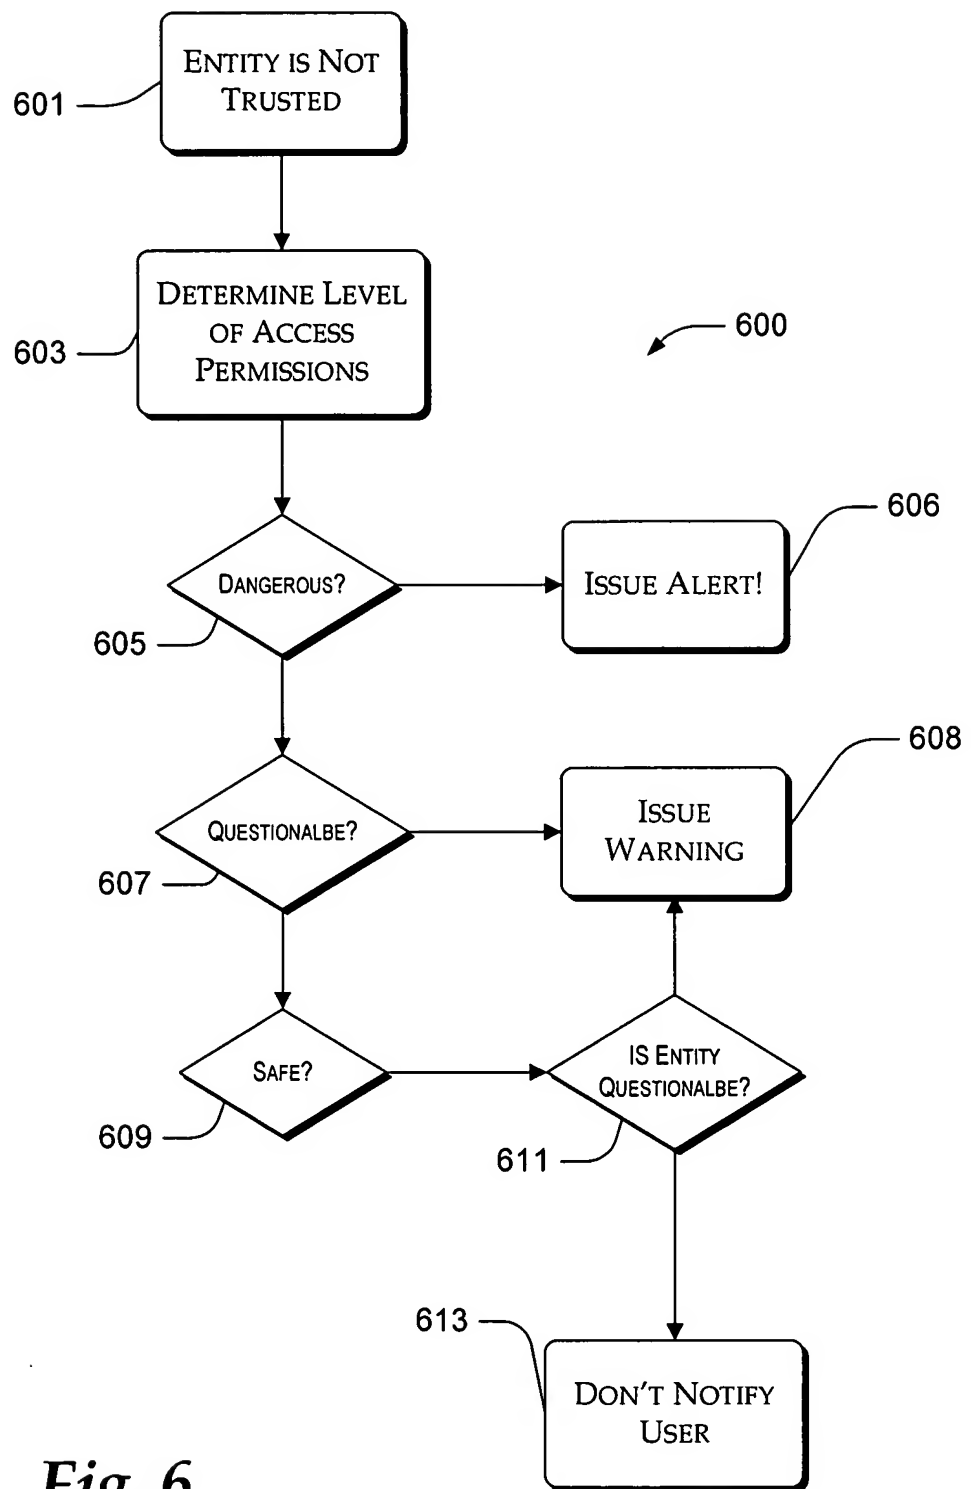 ENTITY IS NOT
TRUSTED
601
DETERMINE LEVEL
OF ACCESS
PERMISSIONS
603
600
606
ISSUE ALERT!
DANGEROUS?
605
608
ISSUE
WARNING
QUESTIONALBE?
607
SAFE?
609
IS ENTITY
QUESTIONALBE?
611
613
DON'T NOTIFY
USER
Fig. 6